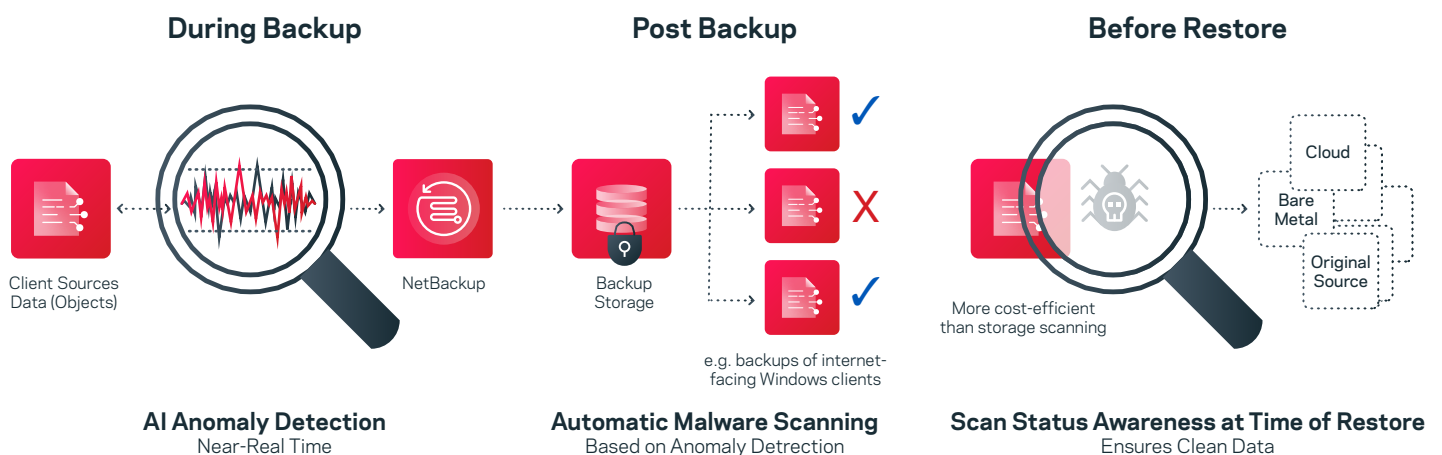 During Backup
Client Sources
Data (Objects)
NetBackup
AI Anomaly Detection
Near-Real Time
Post Backup
Backup
Storage
X
e.g. backups of internet-
facing Windows clients
Automatic Malware Scanning
Based on Anomaly Detrection
Before Restore
More cost-efficient
than storage scanning
Cloud
Bare
Metal
Original
Source
Scan Status Awareness at Time of Restore
Ensures Clean Data